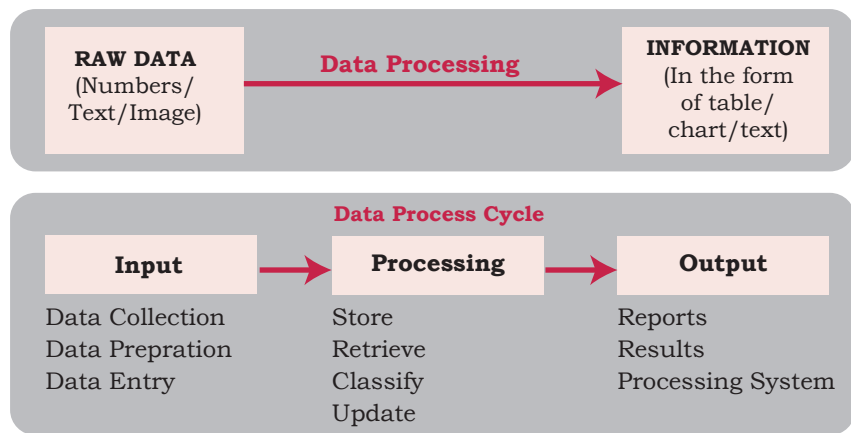 RAW DATA
(Numbers/
Text/Image)
Data Processing
INFORMATION
(In the form
of table/
chart/text)
Data Process Cycle
Input
Processing
Output
Data Collection
Data Prepration
Data Entry
Store
Retrieve
Classify
Update
Reports
Results
Processing System